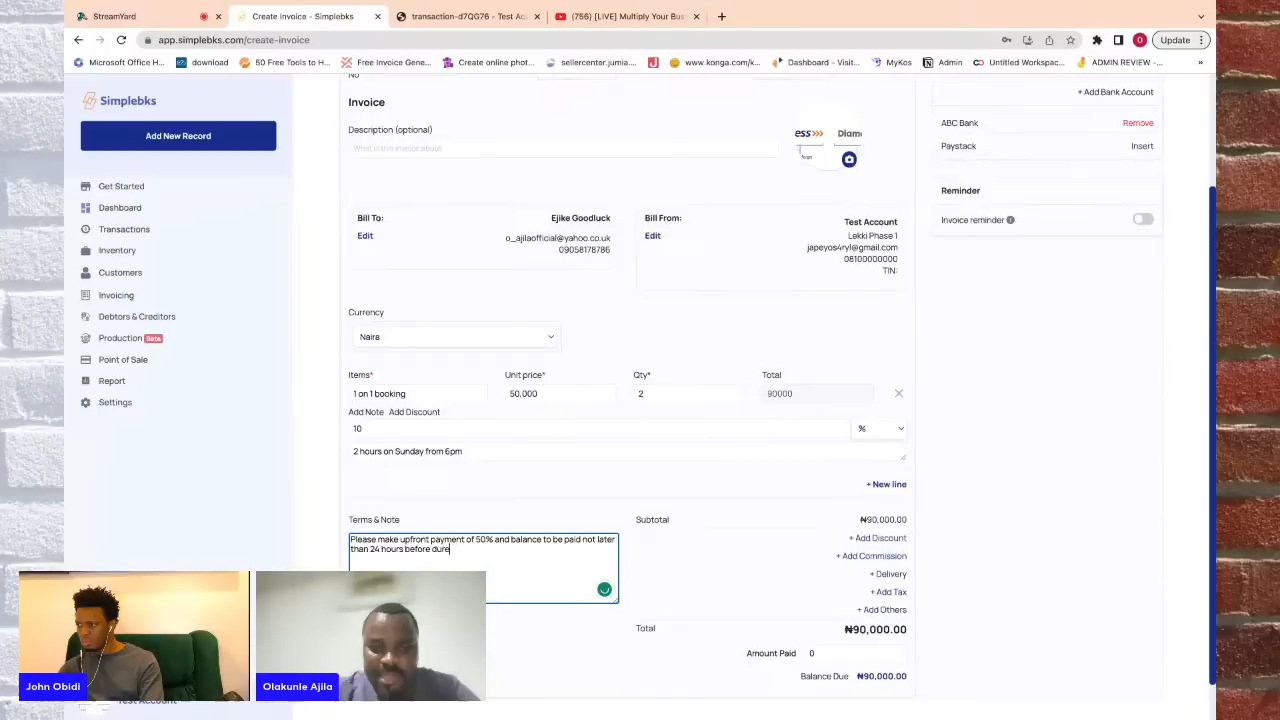 StreamYard
Create Invoice - Simplebks
transaction-d7QG76 - Test Acc
(756) [LIVE] Multiply Your Bus
app.simplebks.com/create-invoice
Update
Microsoft Office H...
download
50 Free Tools to H...
Free Invoice Gene...
Create online phot...
sellercenter.jumia....
www.konga.com/k...
Dashboard - Visit...
MyKos
Admin
Untitled Workspac...
ADMIN REVIEW -...
Simplebks
Add New Record
Get Started
Dashboard
Transactions
Inventory
Customers
Invoicing
Debtors & Creditors
Production Beta
Point of Sale
Report
Settings
Test Account
No
Invoice
Description (optional)
What is this invoice about
ess>>> Diam
Bill To:
Ejike Goodluck
Edit
o_ajilaofficial@yahoo.co.uk
09058178786
Bill From:
Test Account
Edit
Lekki Phase 1
japeyos4ryl@gmail.com
08100000000
TIN:
Currency
Naira
Items* Unit price* Qty* Total
1 on 1 booking 50,000 2 90000
Add Note Add Discount
10 %
2 hours on Sunday from 6pm
+ New line
Terms & Note
Please make upfront payment of 50% and balance to be paid not later
than 24 hours before dure
Subtotal ₦90,000.00
+ Add Discount
+ Add Commission
+ Delivery
+ Add Tax
+ Add Others
Total ₦90,000.00
Amount Paid 0
Balance Due ₦90,000.00
+ Add Bank Account
ABC Bank Remove
Paystack Insert
Reminder
Invoice reminder
John Obidi
Olakunle Ajila